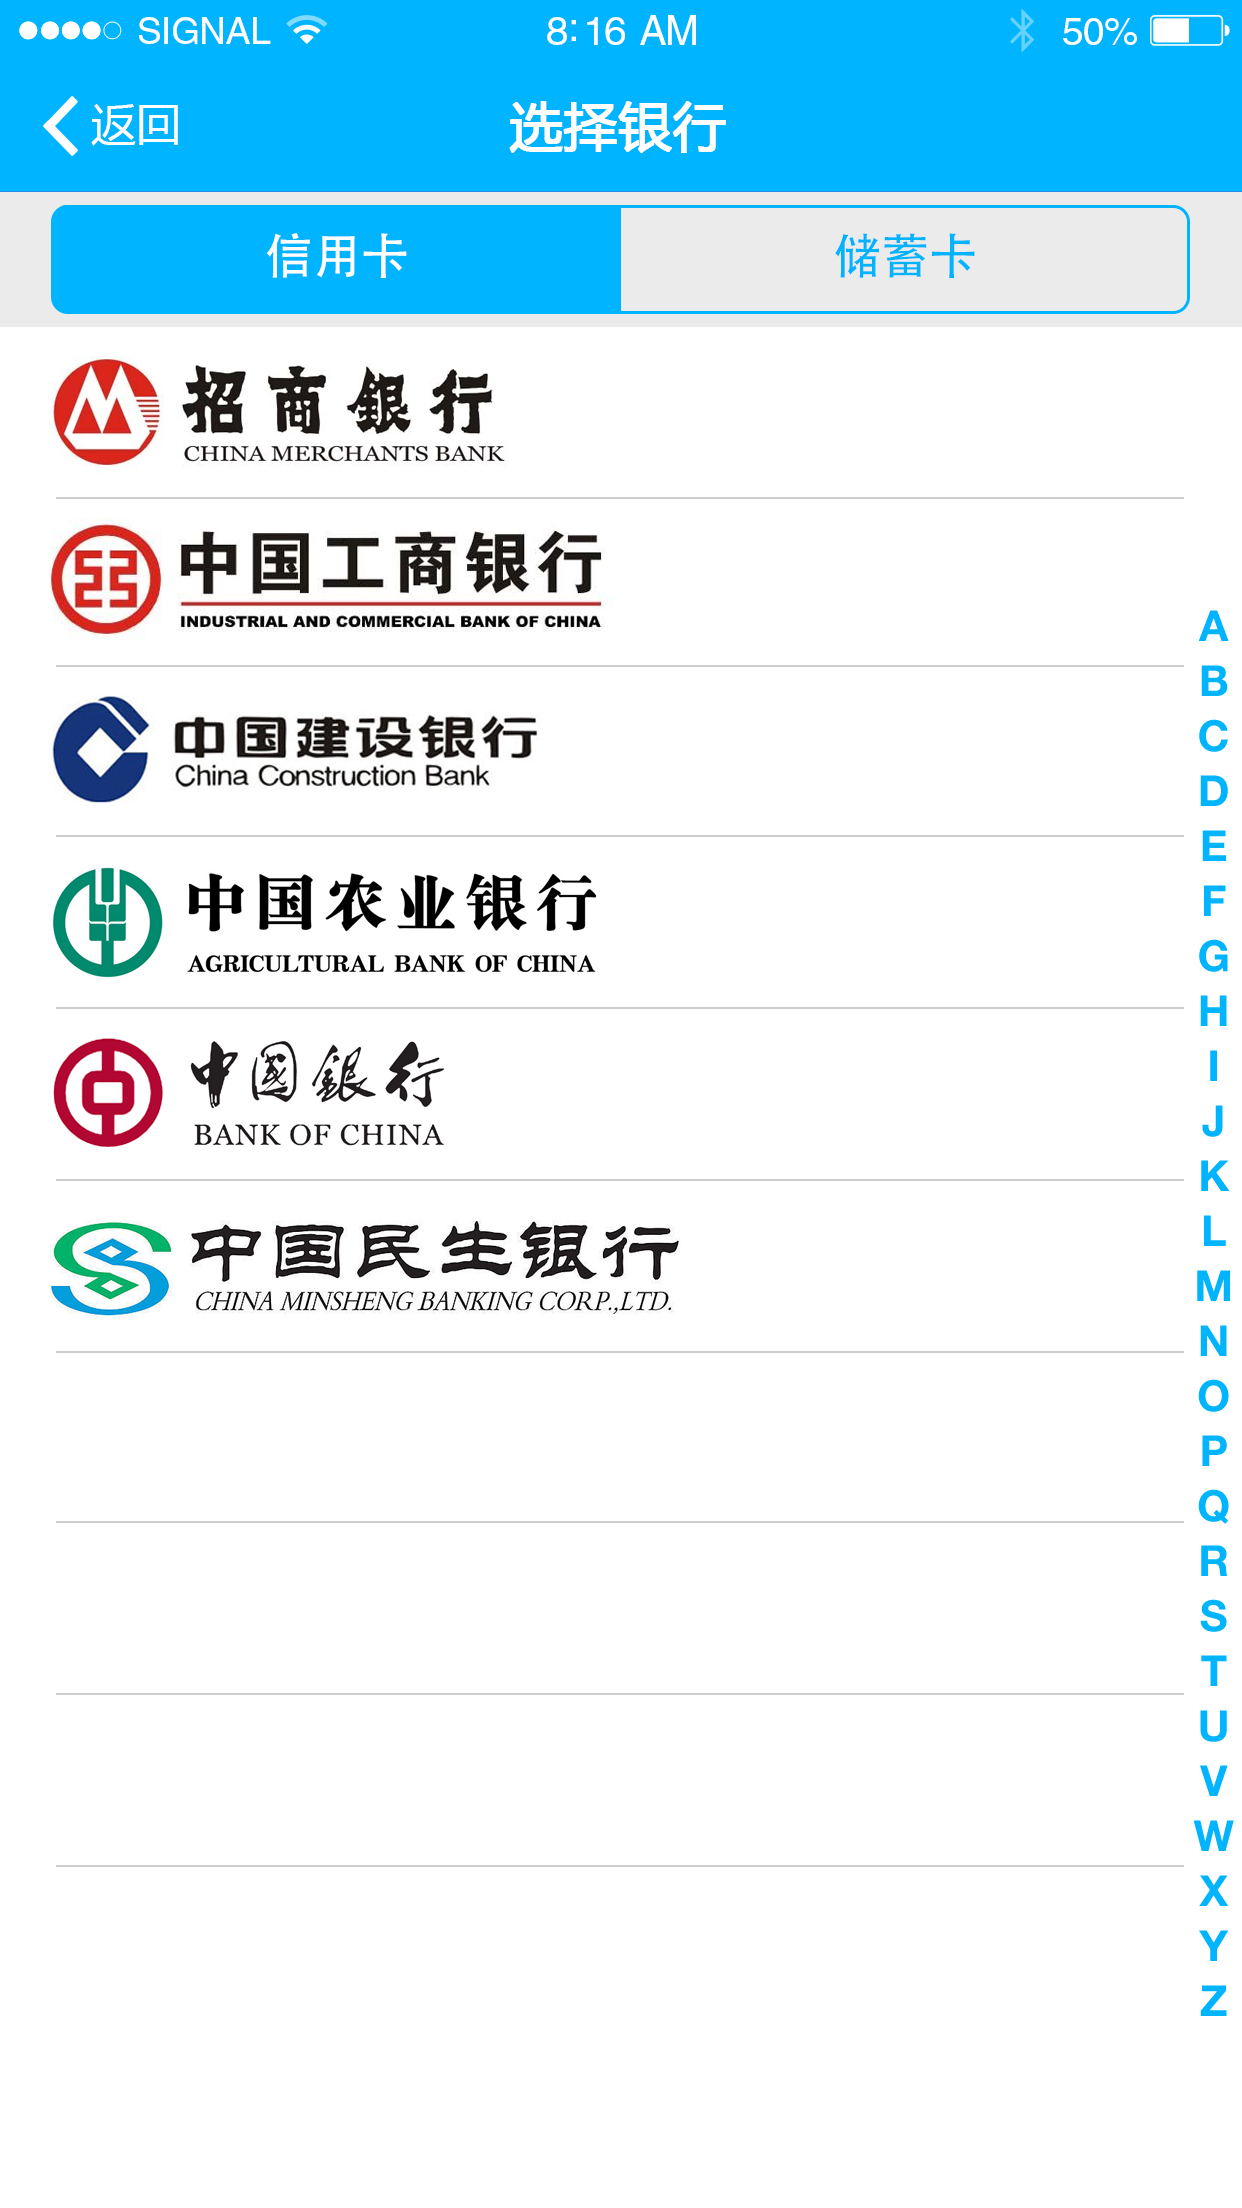 SIGNAL 8:16 AM 50%
返回 选择银行
信用卡 储蓄卡
招商銀行
CHINA MERCHANTS BANK
中国工商银行
INDUSTRIAL AND COMMERCIAL BANK OF CHINA
中国建设银行
China Construction Bank
中国农业银行
AGRICULTURAL BANK OF CHINA
中國銀行
BANK OF CHINA
中国民生银行
CHINA MINSHENG BANKING CORP.,LTD.
A
B
C
D
E
F
G
H
I
J
K
L
M
N
O
P
Q
R
S
T
U
V
W
X
Y
Z